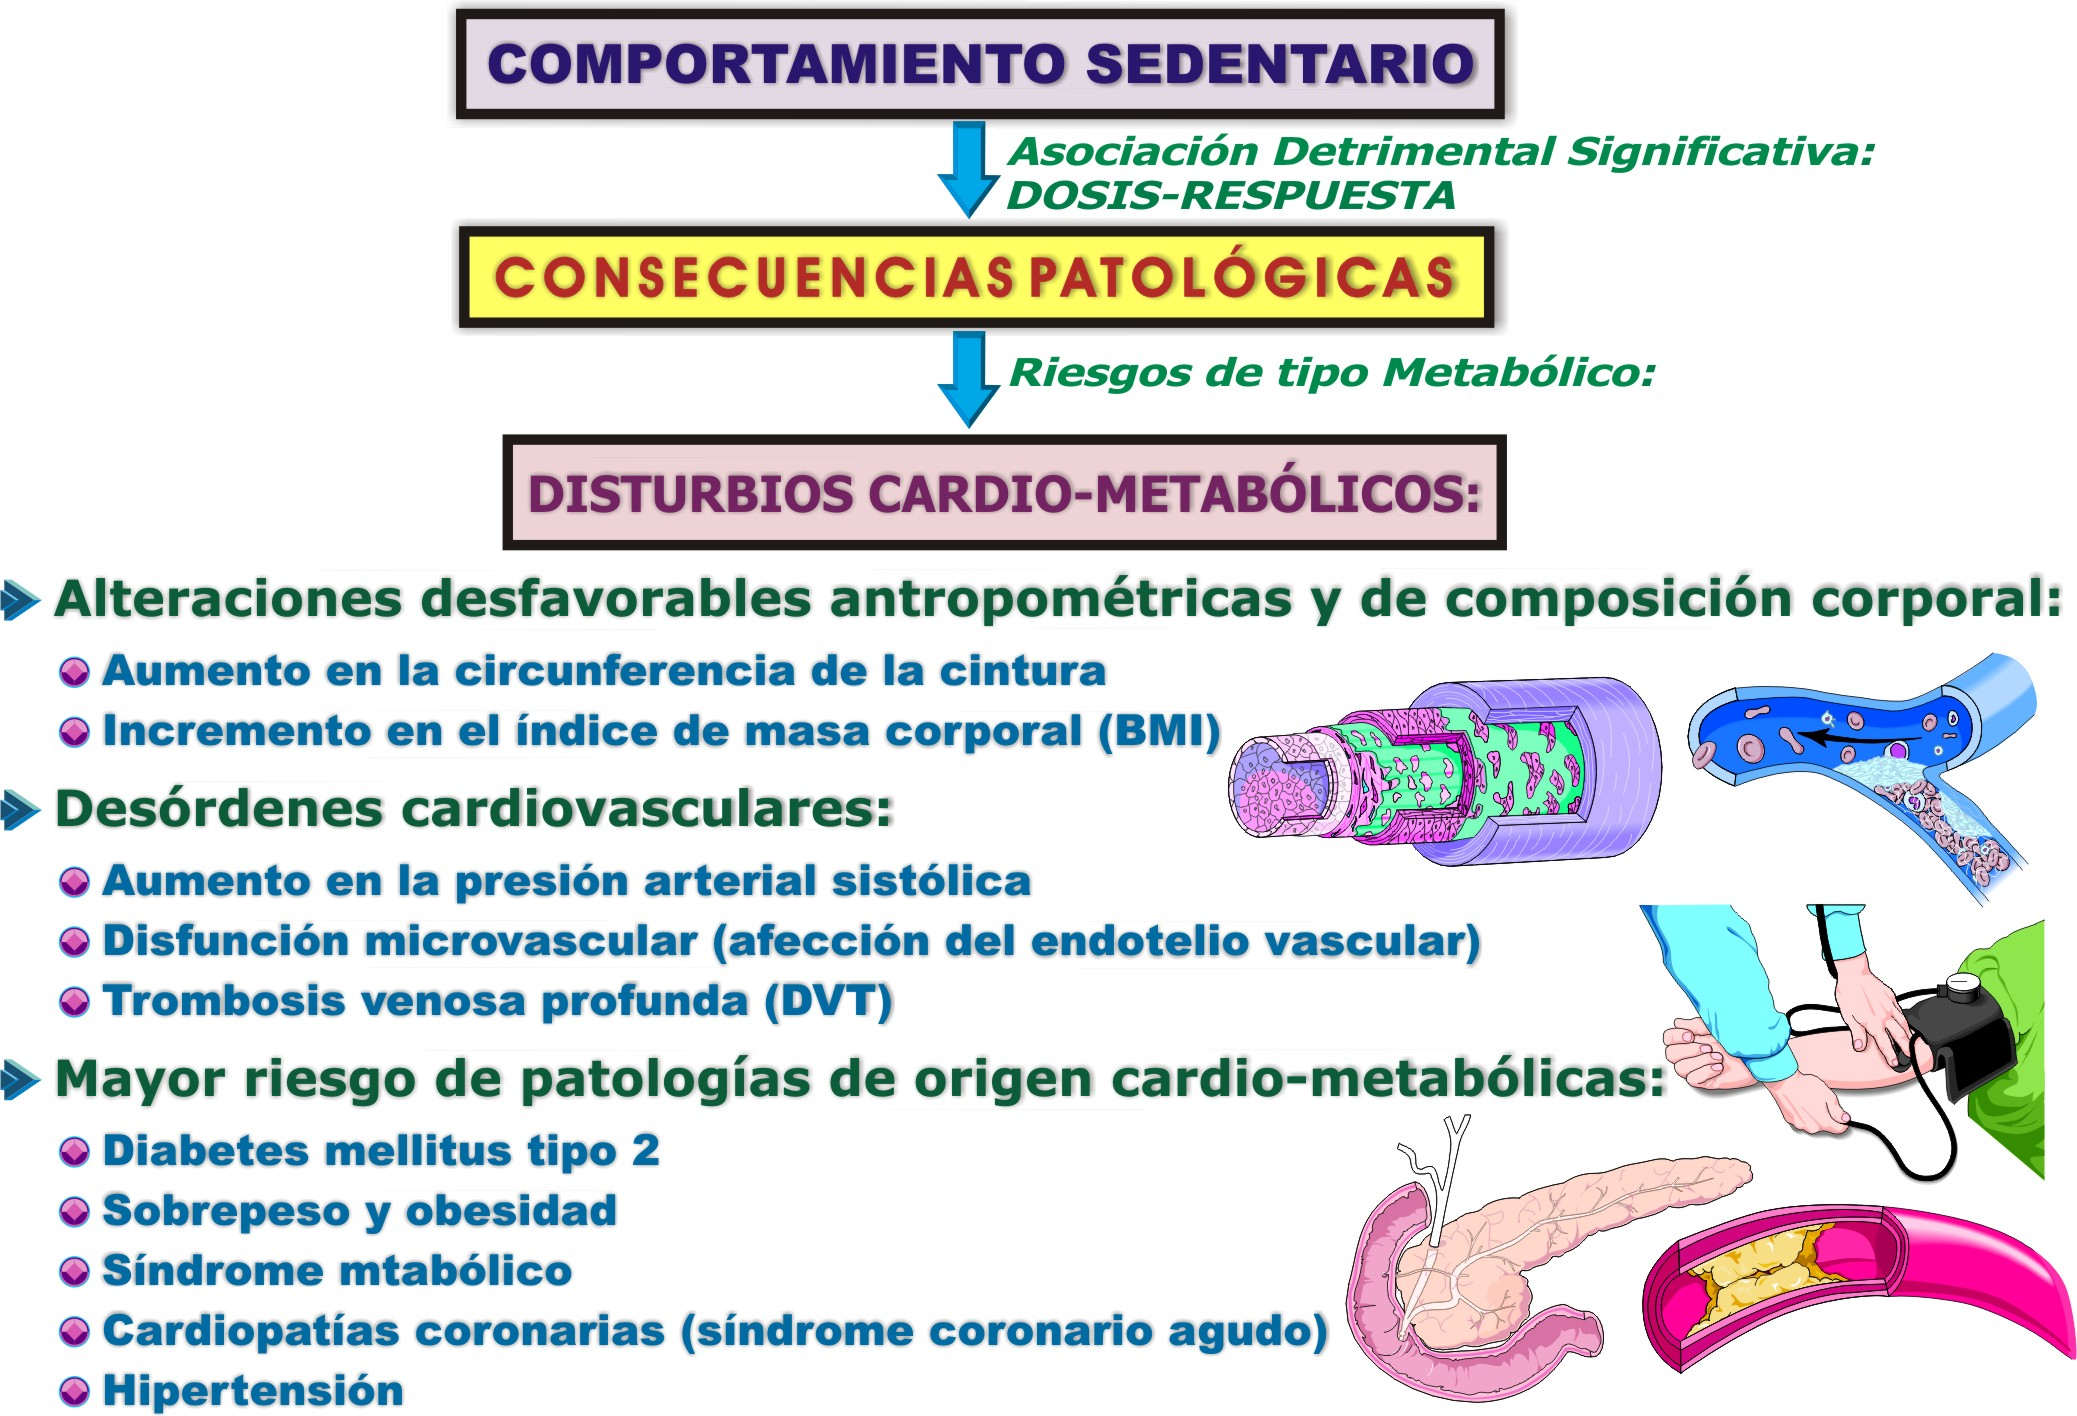 COMPORTAMIENTO SEDENTARIO
Asociación Detrimental Significativa:
DOSIS-RESPUESTA
CONSECUENCIAS PATOLÓGICAS
Riesgos de tipo Metabólico:
DISTURBIOS CARDIO-METABÓLICOS:
Alteraciones desfavorables antropométricas y de composición corporal:
Aumento en la circunferencia de la cintura
Incremento en el índice de masa corporal (BMI)
Desórdenes cardiovasculares:
Aumento en la presión arterial sistólica
Disfunción microvascular (afección del endotelio vascular)
Trombosis venosa profunda (DVT)
Mayor riesgo de patologías de origen cardio-metabólicas:
Diabetes mellitus tipo 2
Sobrepeso y obesidad
Síndrome mtabólico
Cardiopatías coronarias (síndrome coronario agudo)
Hipertensión